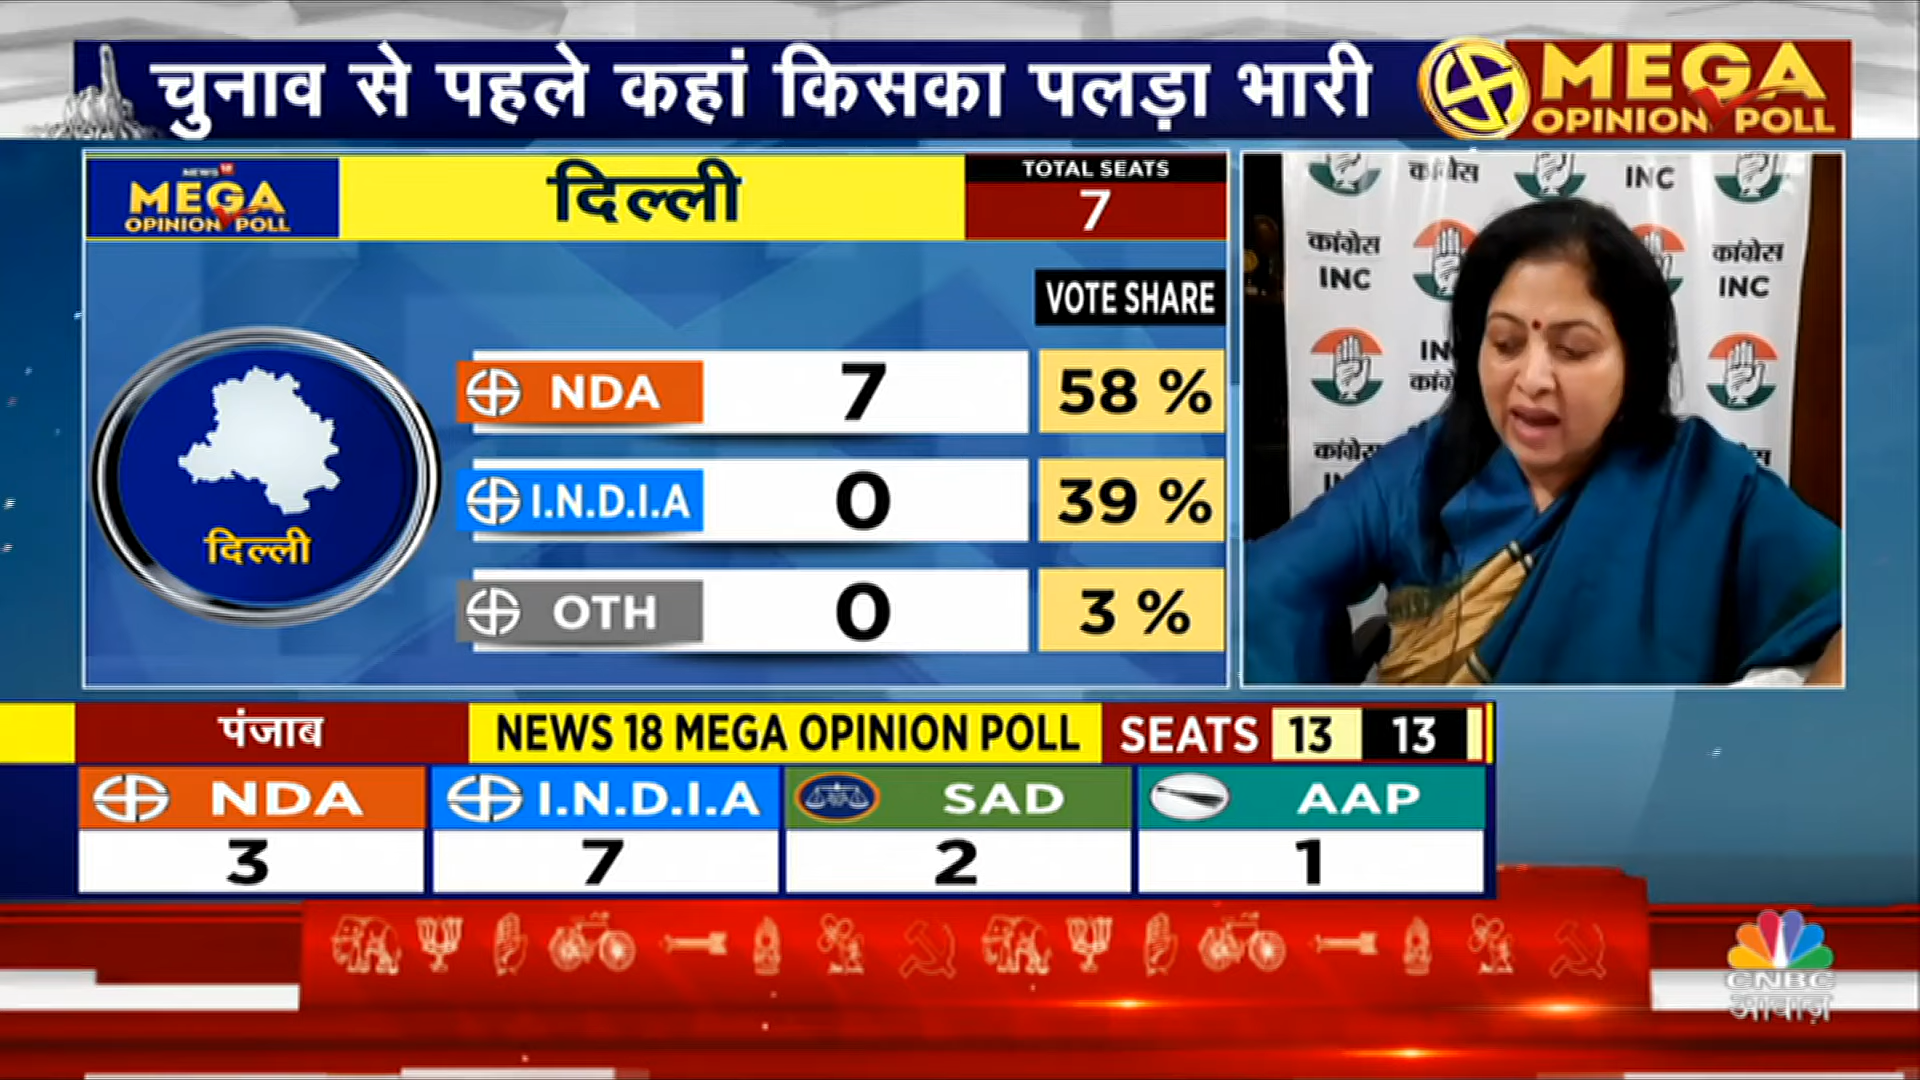 चुनाव से पहले कहां किसका पलड़ा भारी
MEGA
OPINION POLL
NEWS 18
MEGA
OPINION POLL
दिल्ली
TOTAL SEATS
7
VOTE SHARE
NDA 7 58 %
I.N.D.I.A 0 39 %
OTH 0 3 %
दिल्ली
कांग्रेस INC
कांग्रेस
INC
कांग्रेस
INC
पंजाब NEWS 18 MEGA OPINION POLL SEATS 13 13
NDA I.N.D.I.A SAD AAP
3 7 2 1
CNBC
आवाज़